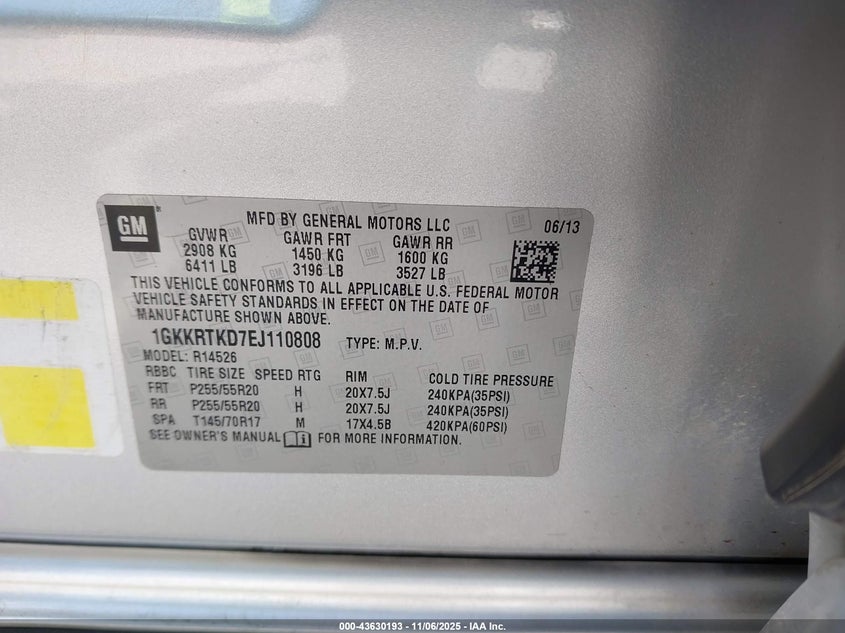 GM
MFD BY GENERAL MOTORS LLC 06/13
GVWR GAWR FRT GAWR RR
2908 KG 1450 KG 1600 KG
6411 LB 3196 LB 3527 LB
THIS VEHICLE CONFORMS TO ALL APPLICABLE U.S. FEDERAL MOTOR
VEHICLE SAFETY STANDARDS IN EFFECT ON THE DATE OF
MANUFACTURE SHOWN ABOVE.
1GKKRTKD7EJ110808 TYPE: M.P.V.
MODEL: R14526
RBBC TIRE SIZE SPEED RTG RIM COLD TIRE PRESSURE
FRT P255/55R20 H 20X7.5J 240KPA(35PSI)
RR P255/55R20 H 20X7.5J 240KPA(35PSI)
SPA T145/70R17 M 17X4.5B 420KPA(60PSI)
SEE OWNER'S MANUAL FOR MORE INFORMATION.
000-43630193 - 11/06/2025 - IAA Inc.